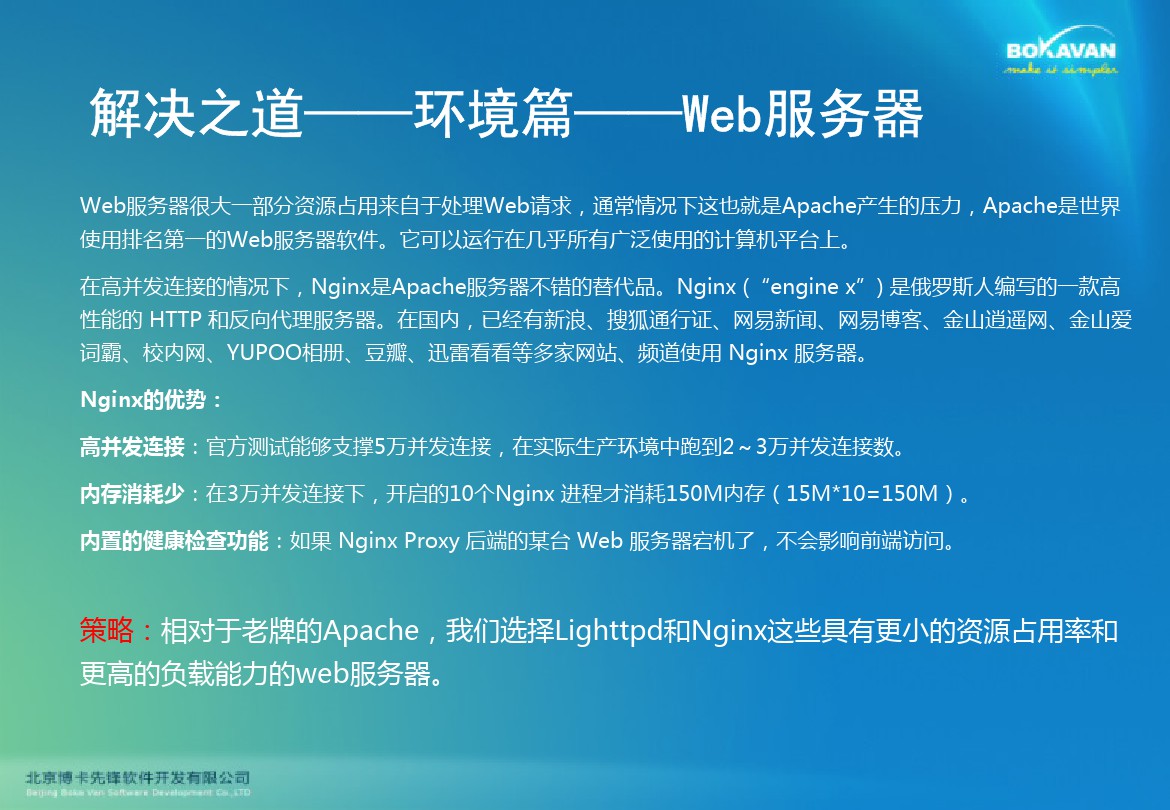 BOKAVAN
make it simpler
解决之道——环境篇——Web服务器
Web服务器很大一部分资源占用来自于处理Web请求，通常情况下这也就是Apache产生的压力，Apache是世界
使用排名第一的Web服务器软件。它可以运行在几乎所有广泛使用的计算机平台上。
在高并发连接的情况下，Nginx是Apache服务器不错的替代品。Nginx (“engine x”) 是俄罗斯人编写的一款高
性能的 HTTP 和反向代理服务器。在国内，已经有新浪、搜狐通行证、网易新闻、网易博客、金山逍遥网、金山爱
词霸、校内网、YUPOO相册、豆瓣、迅雷看看等多家网站、频道使用 Nginx 服务器。
Nginx的优势：
高并发连接：官方测试能够支撑5万并发连接，在实际生产环境中跑到2～3万并发连接数。
内存消耗少：在3万并发连接下，开启的10个Nginx 进程才消耗150M内存（15M*10=150M）。
内置的健康检查功能：如果 Nginx Proxy 后端的某台 Web 服务器宕机了，不会影响前端访问。
策略：相对于老牌的Apache，我们选择Lighttpd和Nginx这些具有更小的资源占用率和
更高的负载能力的web服务器。
北京博卡先锋软件开发有限公司
Beijing Boka Van Software Development Co.,LTD